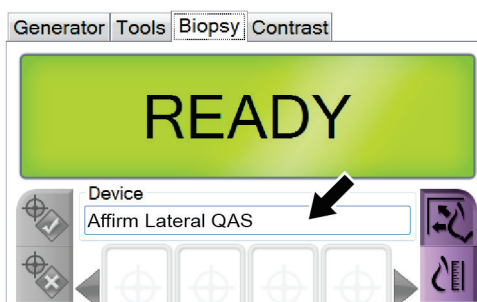 Generator Tools Biopsy Contrast
READY
Device
Affirm Lateral QAS